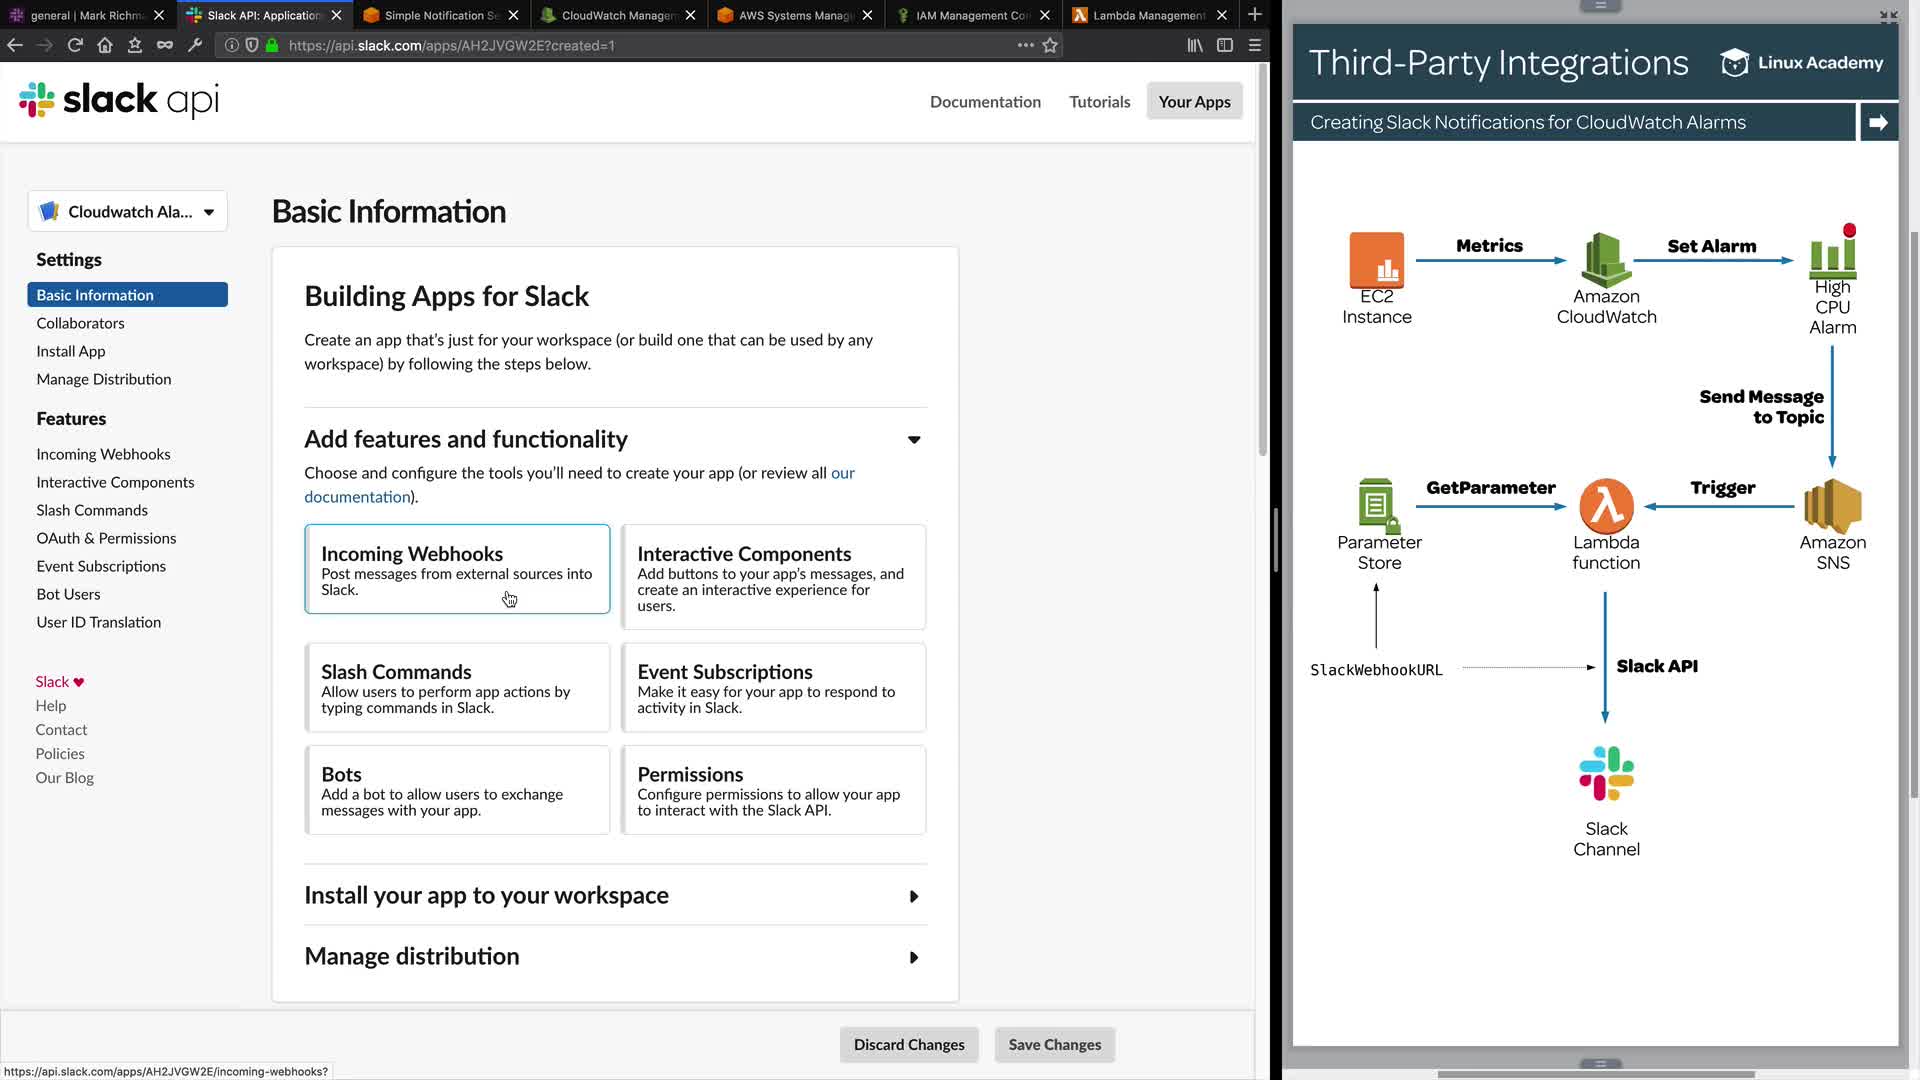 general | Mark Richm
Slack API: Application
Simple Notification Se
CloudWatch Managem
AWS Systems Manag
IAM Management Con
Lambda Management
https://api.slack.com/apps/AH2JVGW2E?created=1
slack api
Documentation
Tutorials
Your Apps
Cloudwatch Ala...
Settings
Basic Information
Collaborators
Install App
Manage Distribution
Features
Incoming Webhooks
Interactive Components
Slash Commands
OAuth & Permissions
Event Subscriptions
Bot Users
User ID Translation
Slack ♥
Help
Contact
Policies
Our Blog
Basic Information
Building Apps for Slack
Create an app that's just for your workspace (or build one that can be used by any
workspace) by following the steps below.
Add features and functionality
Choose and configure the tools you'll need to create your app (or review all our
documentation).
Incoming Webhooks
Post messages from external sources into
Slack.
Interactive Components
Add buttons to your app's messages, and
create an interactive experience for
users.
Slash Commands
Allow users to perform app actions by
typing commands in Slack.
Event Subscriptions
Make it easy for your app to respond to
activity in Slack.
Bots
Add a bot to allow users to exchange
messages with your app.
Permissions
Configure permissions to allow your app
to interact with the Slack API.
Install your app to your workspace
Manage distribution
Discard Changes
Save Changes
https://api.slack.com/apps/AH2JVGW2E/incoming-webhooks?
Third-Party Integrations
Linux Academy
Creating Slack Notifications for CloudWatch Alarms
Metrics
Set Alarm
EC2
Instance
Amazon
CloudWatch
High
CPU
Alarm
Send Message
to Topic
GetParameter
Trigger
Parameter
Store
Lambda
function
Amazon
SNS
SlackWebhookURL
Slack API
Slack
Channel